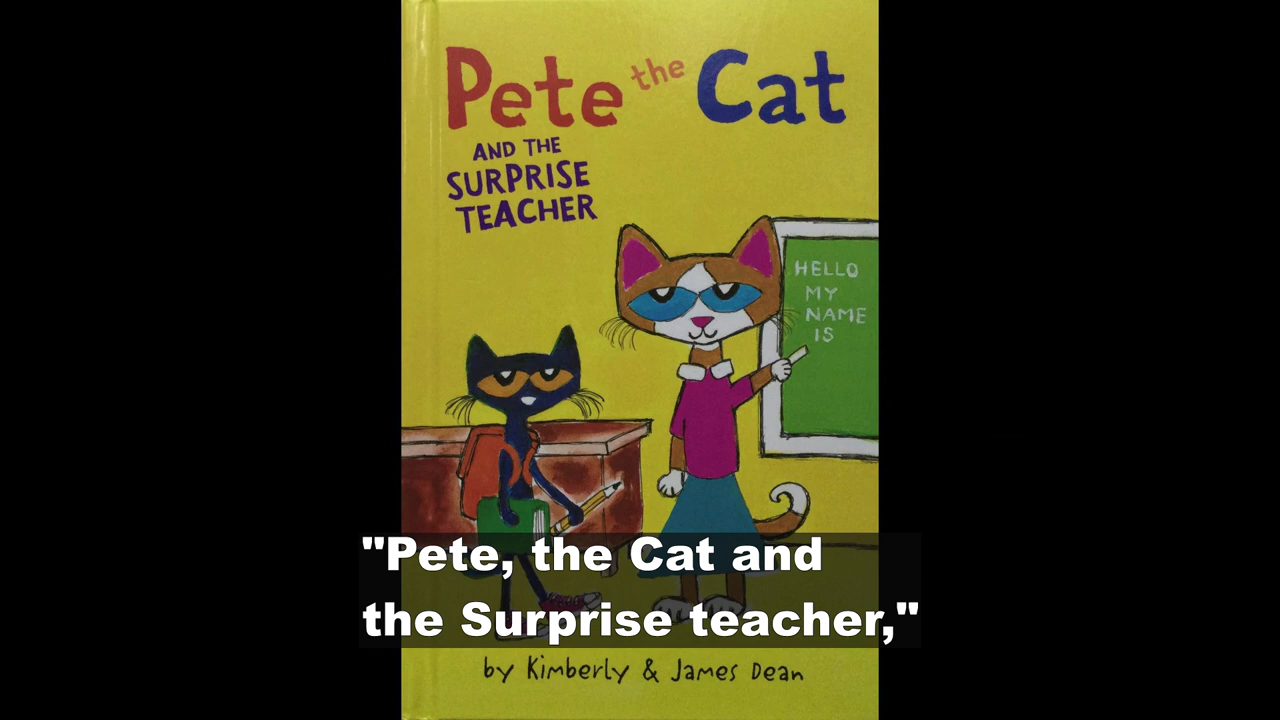 Pete the Cat
AND THE
SURPRISE
TEACHER
HELLO
MY
NAME
IS
"Pete, the Cat and
the Surprise teacher,"
by Kimberly & James Dean